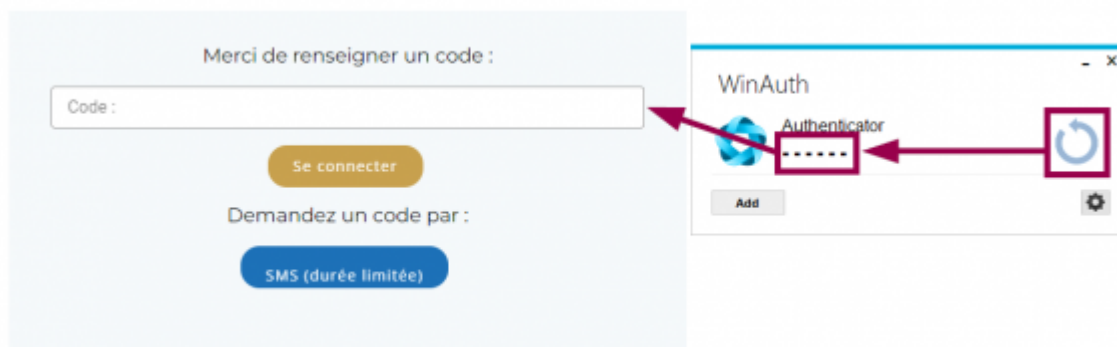 Merci de renseigner un code :
Code :
Se connecter
Demandez un code par :
SMS (durée limitée)
WinAuth
Authenticator
------
Add